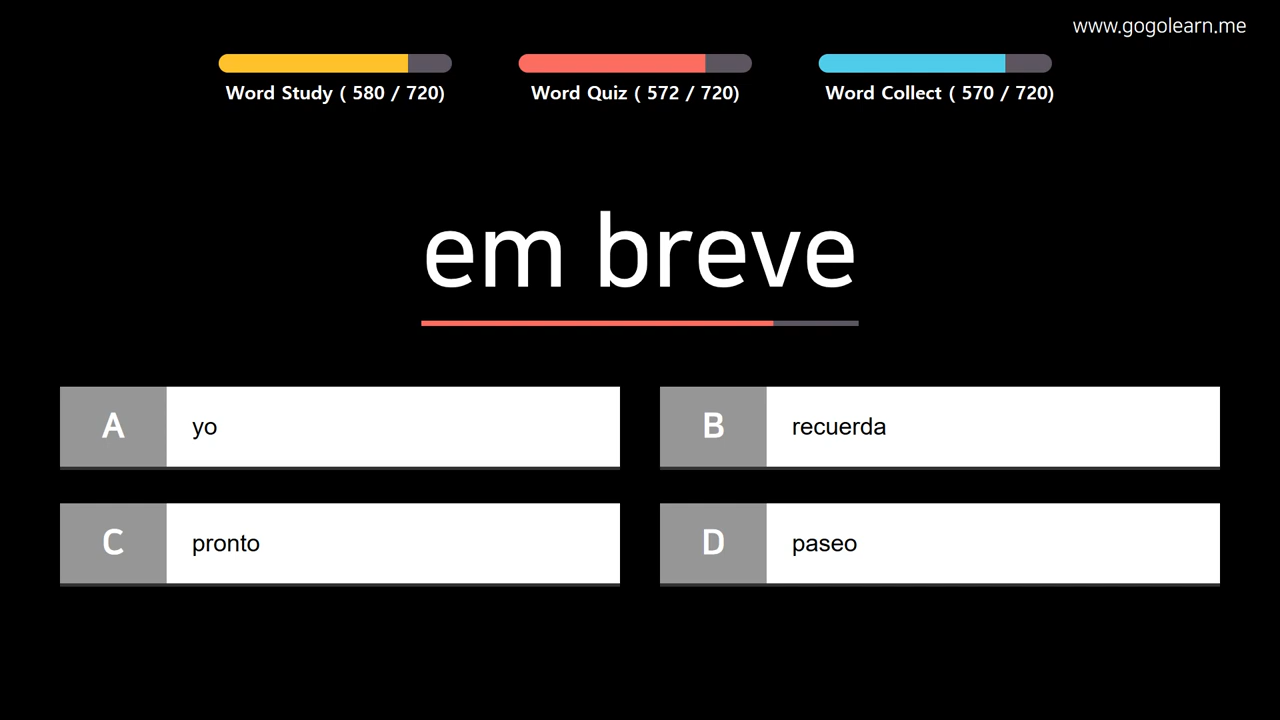 www.gogolearn.me
Word Study ( 580 / 720)
Word Quiz ( 572 / 720)
Word Collect ( 570 / 720)
em breve
A yo
B recuerda
C pronto
D paseo